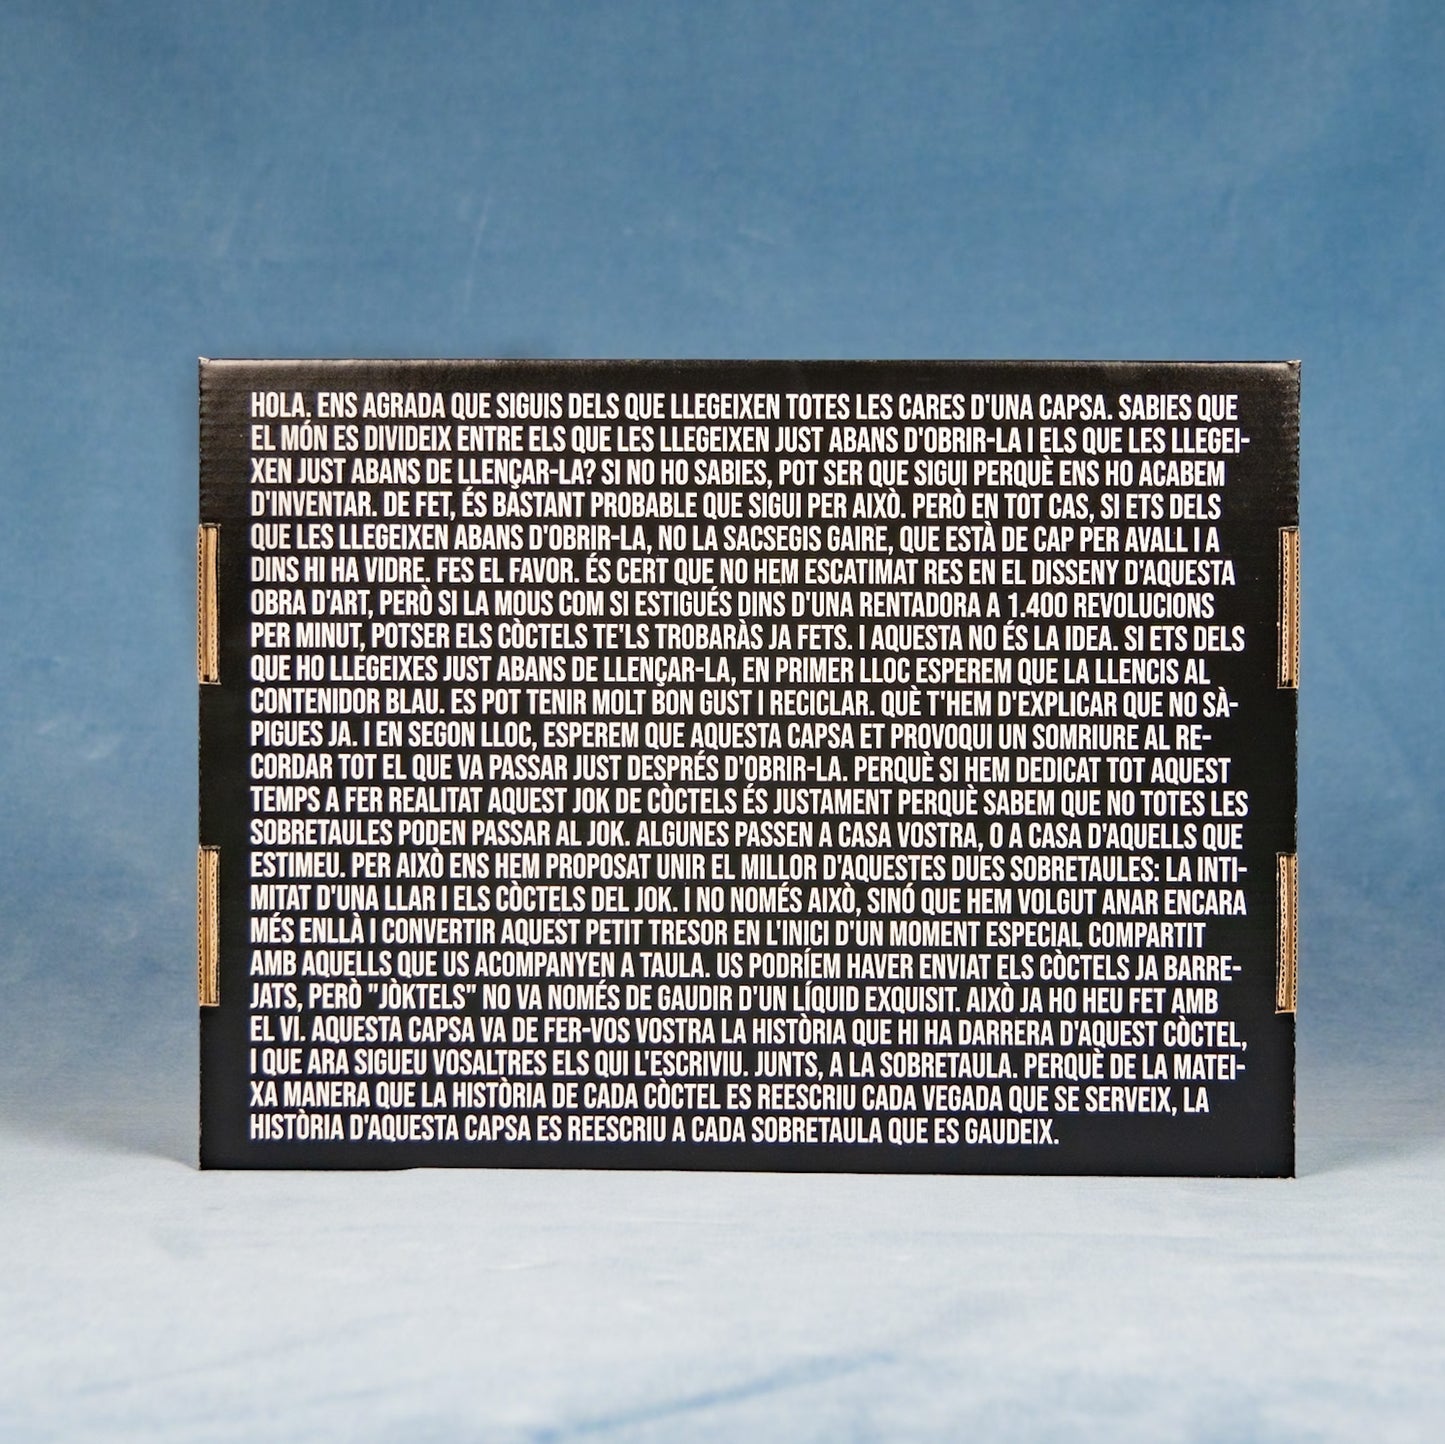 HOLA. ENS AGRADA QUE SIGUIS DELS QUE LLEGEIXEN TOTES LES CARES D'UNA CAPSA. SABIES QUE
EL MÓN ES DIVIDEIX ENTRE ELS QUE LES LLEGEIXEN JUST ABANS D'OBRIR-LA I ELS QUE LES LLEGEI-
XEN JUST ABANS DE LLENÇAR-LA? SI NO HO SABIES, POT SER QUE SIGUI PERQUÈ ENS HO ACABEM
D'INVENTAR. DE FET, ÉS BASTANT PROBABLE QUE SIGUI PER AIXÒ. PERÒ EN TOT CAS, SI ETS DELS
QUE LES LLEGEIXEN ABANS D'OBRIR-LA, NO LA SACSEGIS GAIRE, QUE ESTÀ DE CAP PER AVALL I A
DINS HI HA VIDRE. FES EL FAVOR. ÉS CERT QUE NO HEM ESCATIMAT RES EN EL DISSENY D'AQUESTA
OBRA D'ART, PERÒ SI LA MOUS COM SI ESTIGUÉS DINS D'UNA RENTADORA A 1.400 REVOLUCIONS
PER MINUT, POTSER ELS CÒCTELS TE'LS TROBARÀS JA FETS. I AQUESTA NO ÉS LA IDEA. SI ETS DELS
QUE HO LLEGEIXES JUST ABANS DE LLENÇAR-LA, EN PRIMER LLOC ESPEREM QUE LA LLENCIS AL
CONTENIDOR BLAU. ES POT TENIR MOLT BON GUST I RECICLAR. QUÈ T'HEM D'EXPLICAR QUE NO SÀ-
PIGUES JA. I EN SEGON LLOC, ESPEREM QUE AQUESTA CAPSA ET PROVOQUI UN SOMRIURE AL RE-
CORDAR TOT EL QUE VA PASSAR JUST DESPRÉS D'OBRIR-LA. PERQUÈ SI HEM DEDICAT TOT AQUEST
TEMPS A FER REALITAT AQUEST JOK DE CÒCTELS ÉS JUSTAMENT PERQUÈ SABEM QUE NO TOTES LES
SOBRETAULES PODEN PASSAR AL JOK. ALGUNES PASSEN A CASA VOSTRA, O A CASA D'AQUELLS QUE
ESTIMEU. PER AIXÒ ENS HEM PROPOSAT UNIR EL MILLOR D'AQUESTES DUES SOBRETAULES: LA INTI-
MITAT D'UNA LLAR I ELS CÒCTELS DEL JOK. I NO NOMÉS AIXÒ, SINÓ QUE HEM VOLGUT ANAR ENCARA
MÉS ENLLÀ I CONVERTIR AQUEST PETIT TRESOR EN L'INICI D'UN MOMENT ESPECIAL COMPARTIT
AMB AQUELLS QUE US ACOMPANYEN A TAULA. US PODRÍEM HAVER ENVIAT ELS CÒCTELS JA BARRE-
JATS, PERÒ "JÒKTELS" NO VA NOMÉS DE GAUDIR D'UN LÍQUID EXQUISIT. AIXÒ JA HO HEU FET AMB
EL VI. AQUESTA CAPSA VA DE FER-VOS VOSTRA LA HISTÒRIA QUE HI HA DARRERA D'AQUEST CÒCTEL,
I QUE ARA SIGUEU VOSALTRES ELS QUI L'ESCRIVIU. JUNTS, A LA SOBRETAULA. PERQUÈ DE LA MATEI-
XA MANERA QUE LA HISTÒRIA DE CADA CÒCTEL ES REESCRIU CADA VEGADA QUE SE SERVEIX, LA
HISTÒRIA D'AQUESTA CAPSA ES REESCRIU A CADA SOBRETAULA QUE ES GAUDEIX.